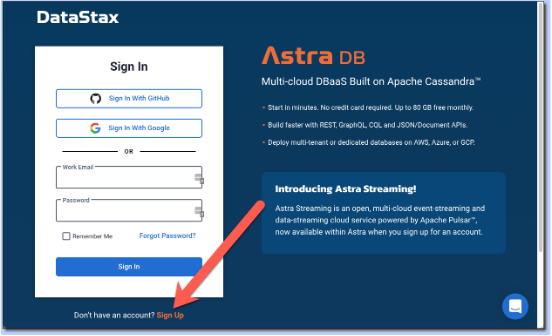 DataStax
Sign In
Sign In With GitHub
Sign In With Google
OR
Work Email
Password
Remember Me
Forgot Password?
Sign In
Don't have an account? Sign Up
Astra DB
Multi-cloud DBaaS Built on Apache Cassandra™
• Start in minutes. No credit card required. Up to 80 GB free monthly.
• Build faster with REST, GraphQL, CQL and JSON/Document APIs.
• Deploy multi-tenant or dedicated databases on AWS, Azure, or GCP.
Introducing Astra Streaming!
Astra Streaming is an open, multi-cloud event-streaming and
data-streaming cloud service powered by Apache Pulsar™,
now available within Astra when you sign up for an account.